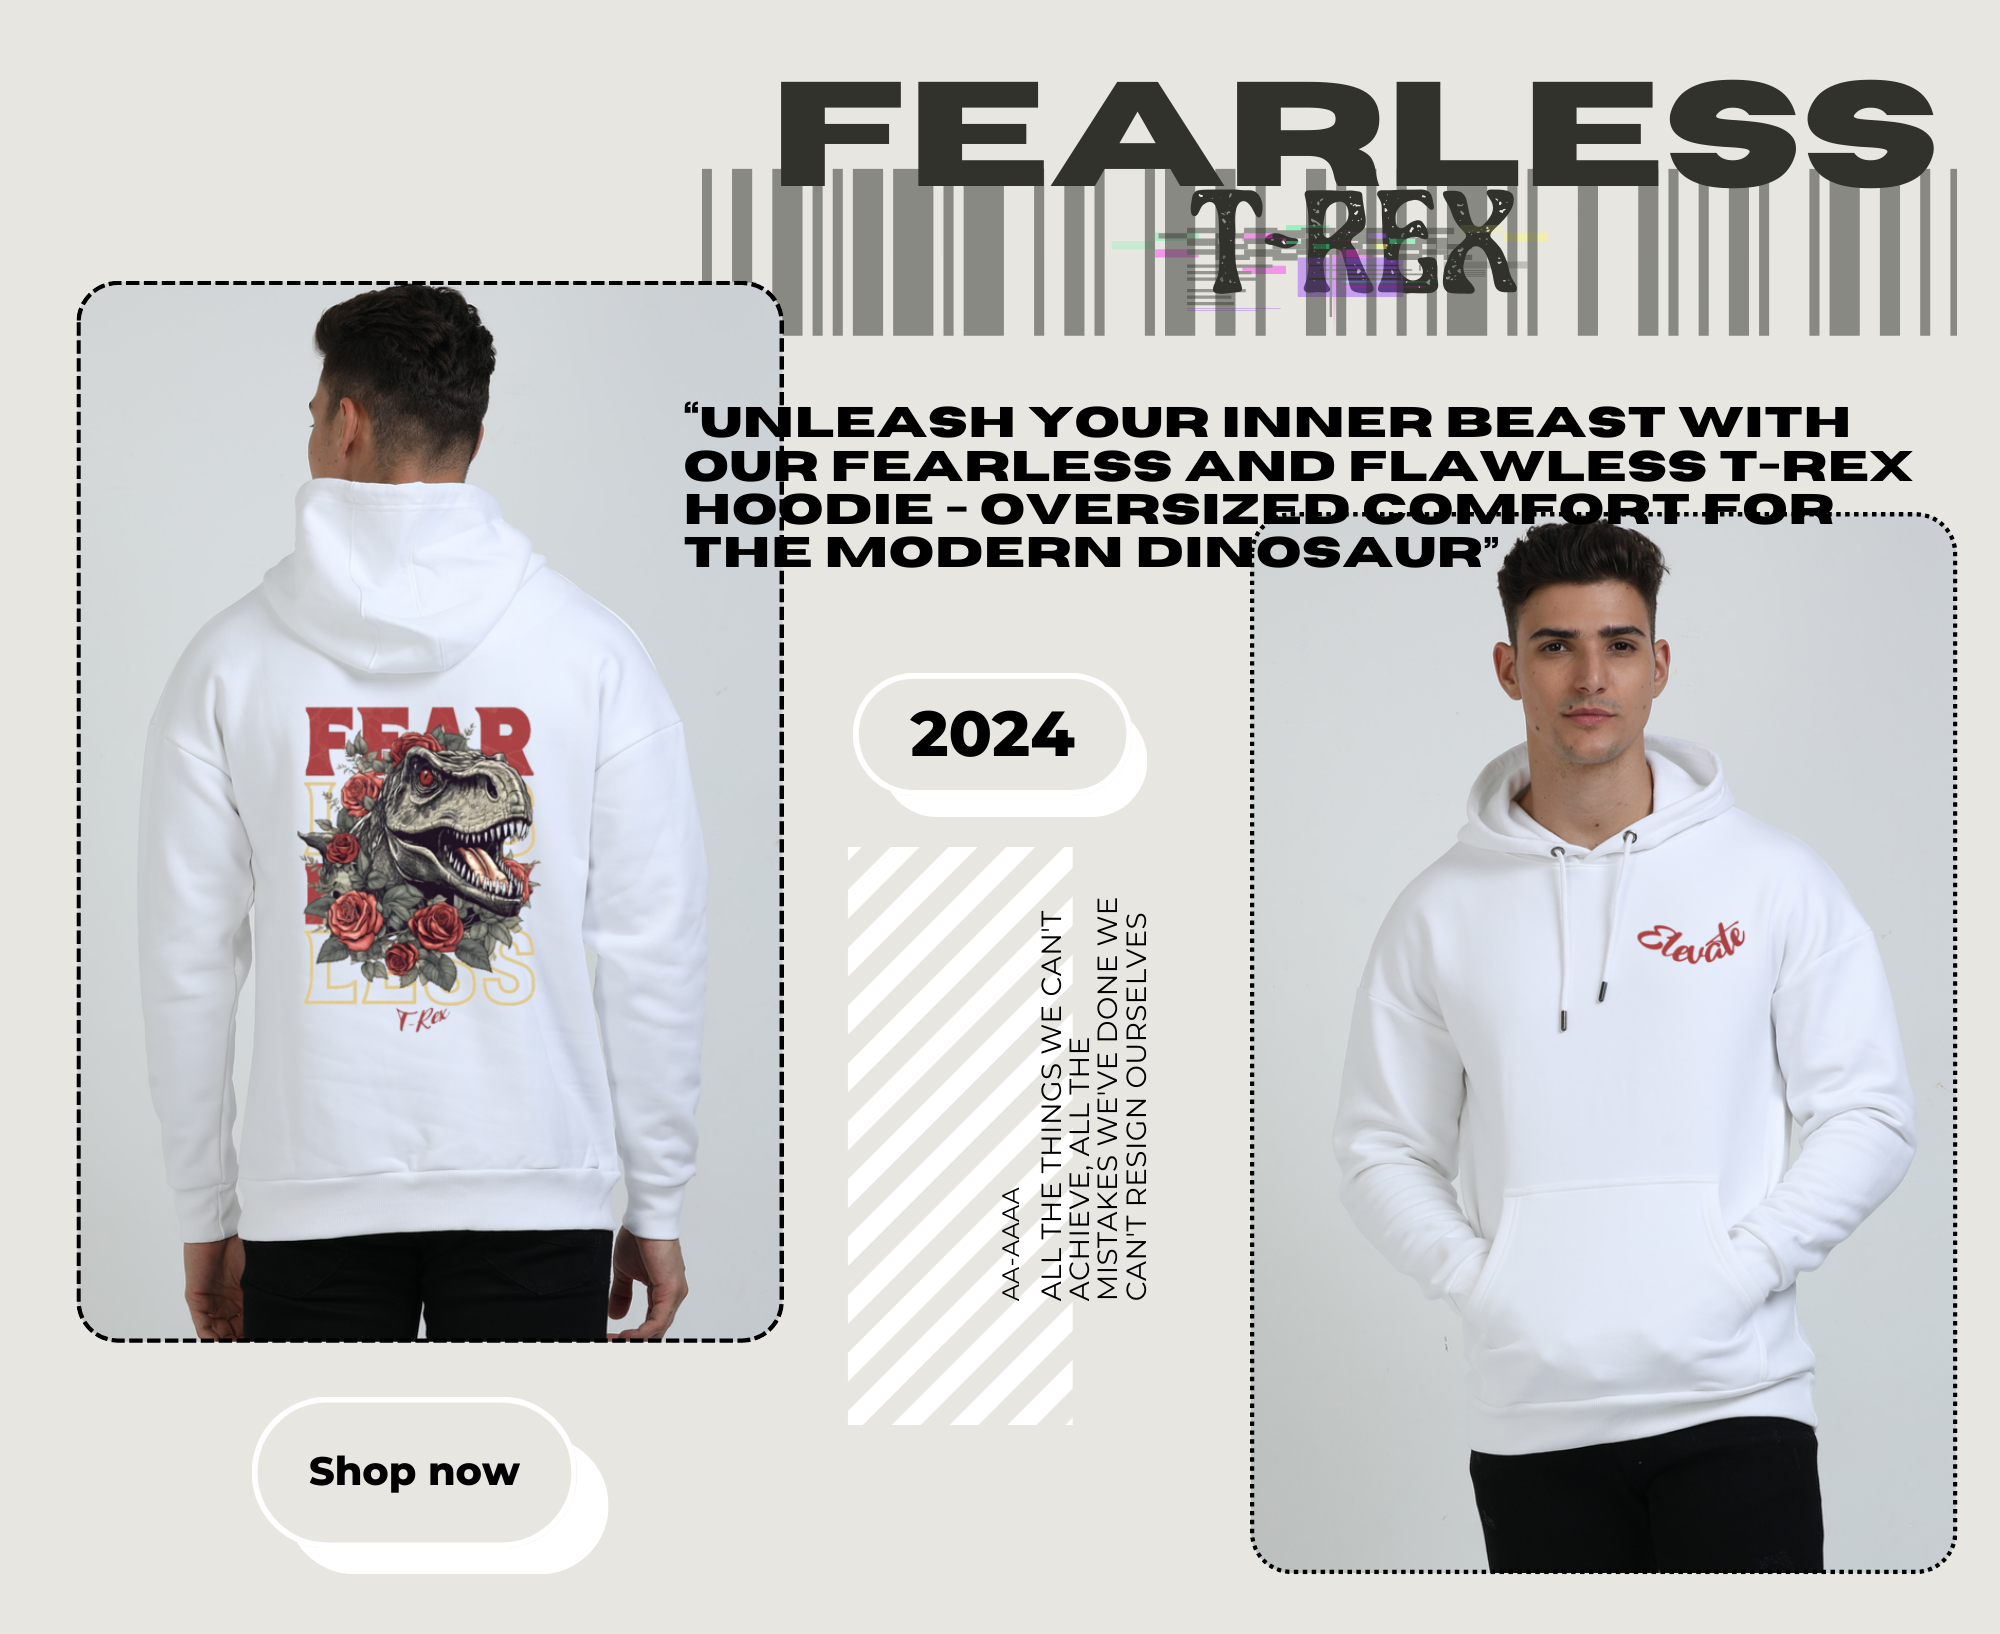 FEARLESS
T-REX
“UNLEASH YOUR INNER BEAST WITH
OUR FEARLESS AND FLAWLESS T-REX
HOODIE - OVERSIZED COMFORT FOR
THE MODERN DINOSAUR”
FEAR
LESS
T-Rex
2024
AA-AAAA
ALL THE THINGS WE CAN'T
ACHIEVE, ALL THE
MISTAKES WE'VE DONE WE
CAN'T RESIGN OURSELVES
Elevate
Shop now